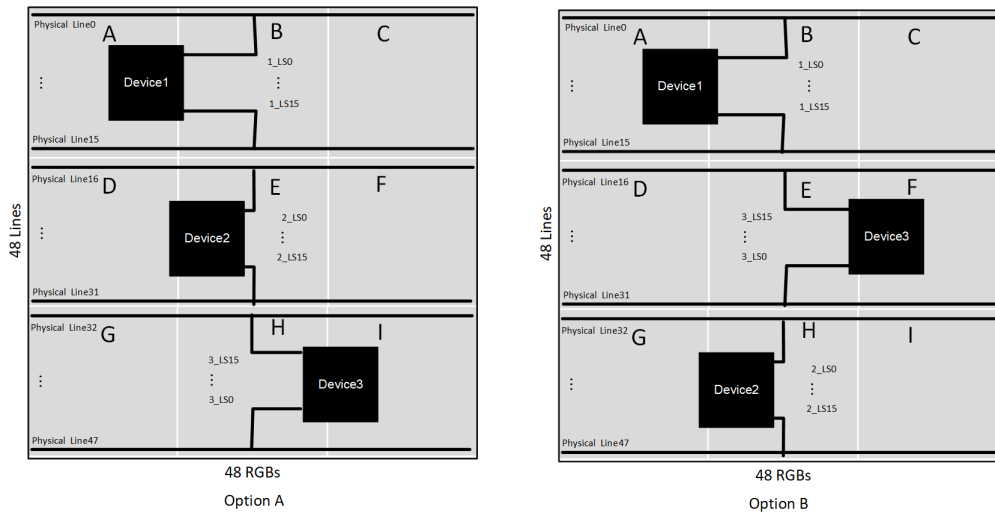 Physical Line0
A
B
C
Device1
1_LS0
⋮
⋮
1_LS15
Physical Line15
Physical Line16
D
E
F
Device2
2_LS0
⋮
⋮
2_LS15
Physical Line31
Physical Line32
G
H
I
3_LS15
Device3
⋮
⋮
3_LS0
Physical Line47
48 Lines
48 RGBs
Option A
Physical Line0
A
B
C
Device1
1_LS0
⋮
⋮
1_LS15
Physical Line15
Physical Line16
D
E
F
3_LS15
Device3
⋮
⋮
3_LS0
Physical Line31
Physical Line32
G
H
I
Device2
2_LS0
⋮
⋮
2_LS15
Physical Line47
48 Lines
48 RGBs
Option B